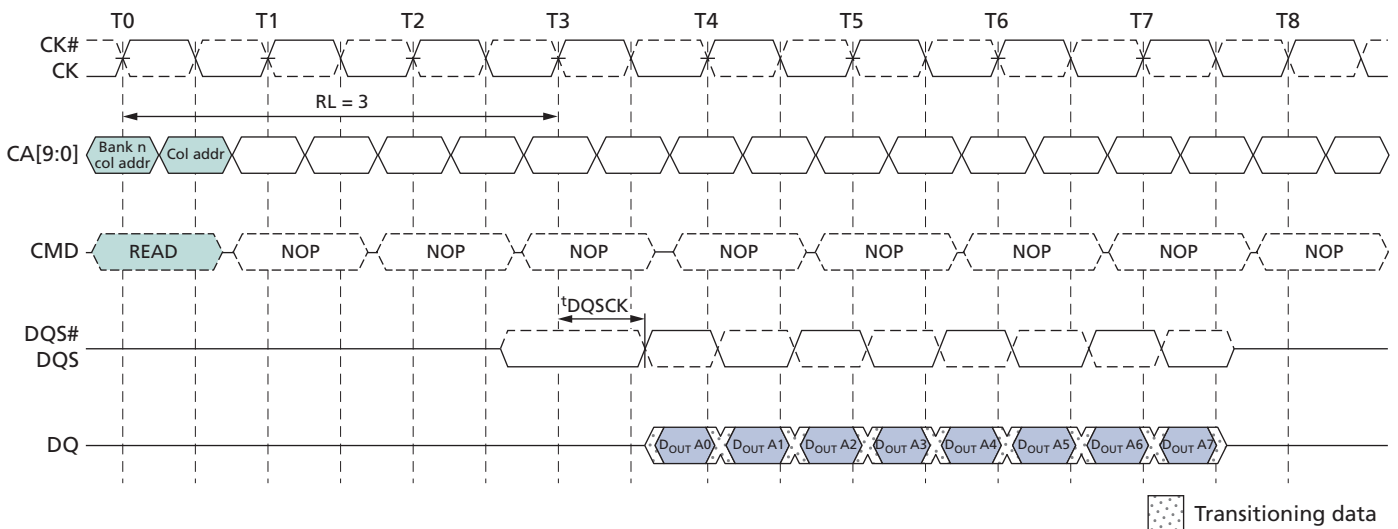 T0 T1 T2 T3 T4 T5 T6 T7 T8
CK#
CK
RL = 3
CA[9:0] Bank n col addr Col addr
CMD READ NOP NOP NOP NOP NOP NOP NOP NOP
tDQSCK
DQS#
DQS
DQ DOUT A0 DOUT A1 DOUT A2 DOUT A3 DOUT A4 DOUT A5 DOUT A6 DOUT A7
Transitioning data